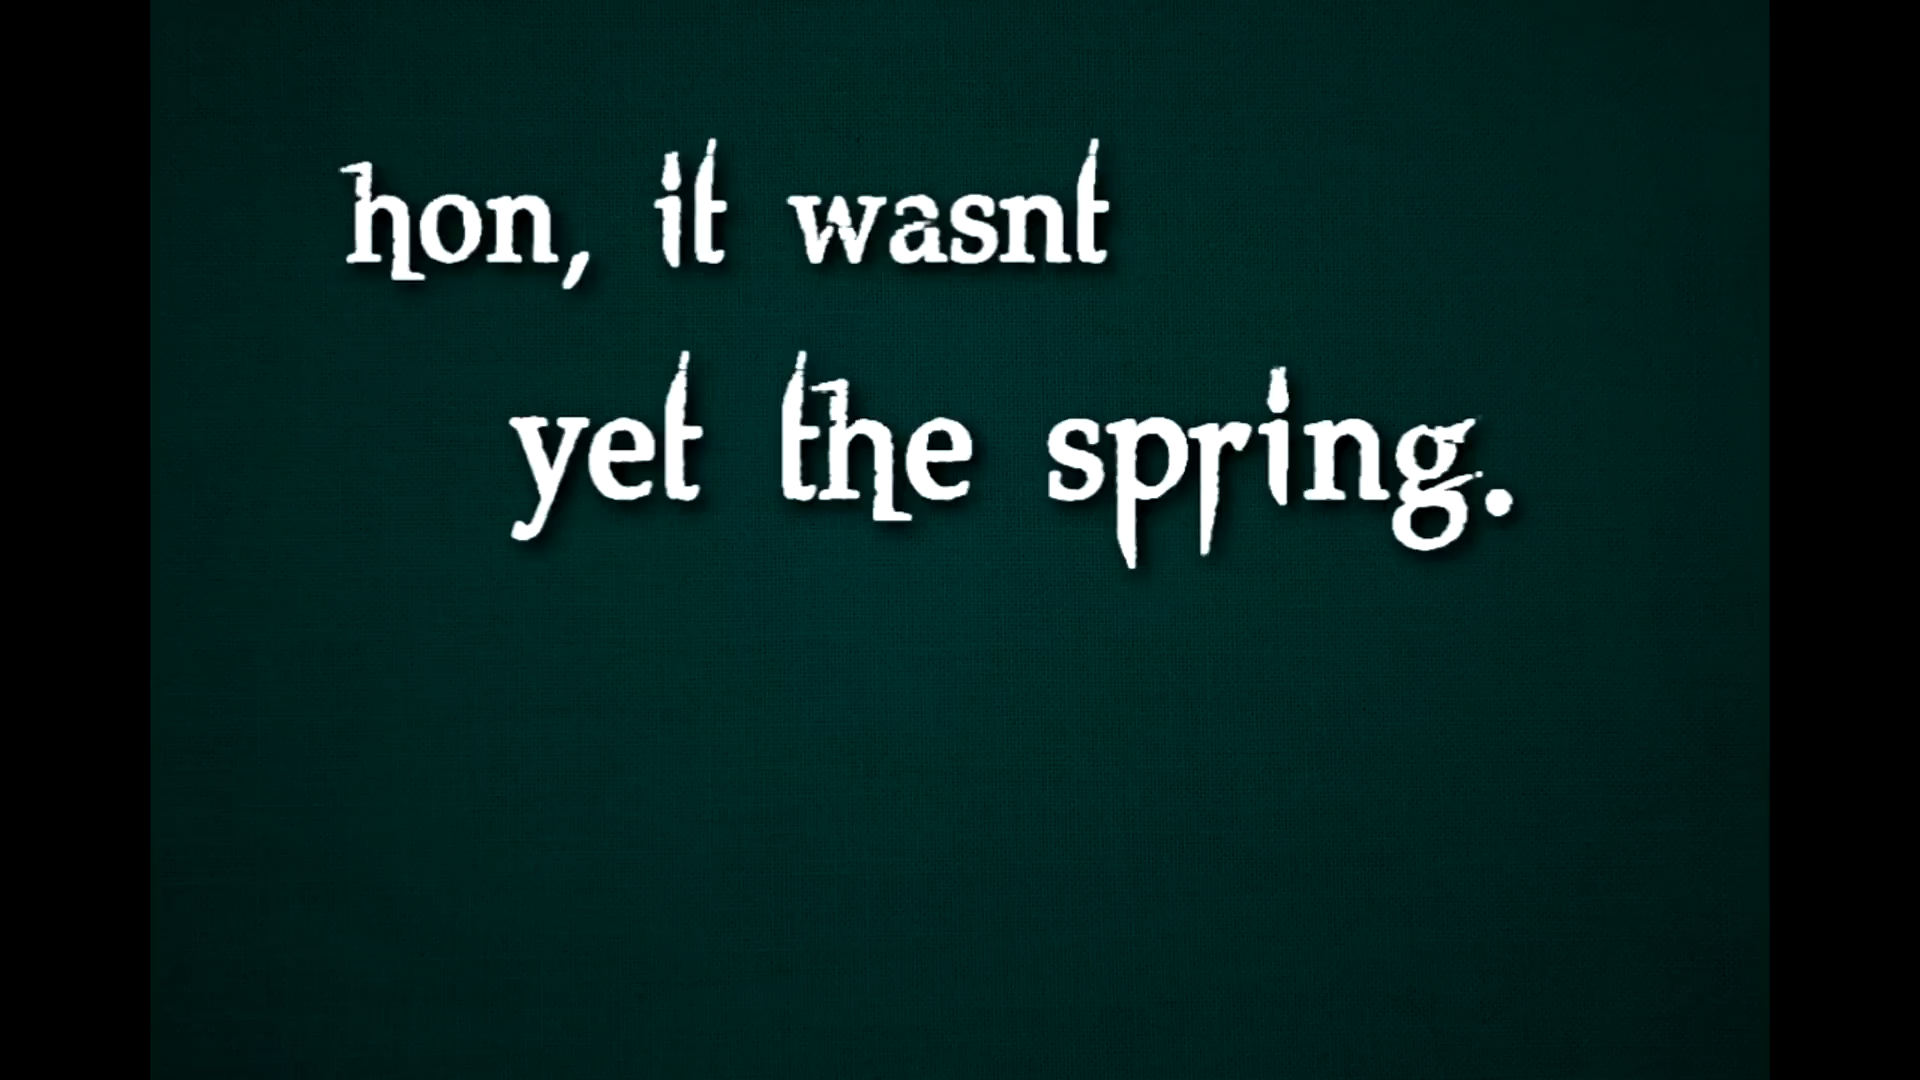 hon, it wasnt
yet the spring.